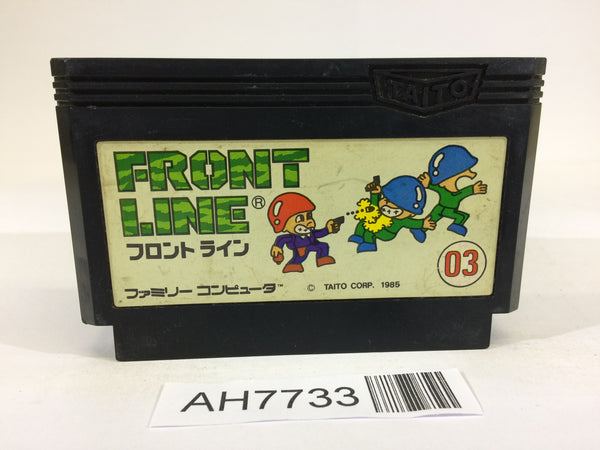 TAITO
FRONT
LINE®
フロント ライン
03
ファミリー コンピュータ™
© TAITO CORP. 1985
AH7733